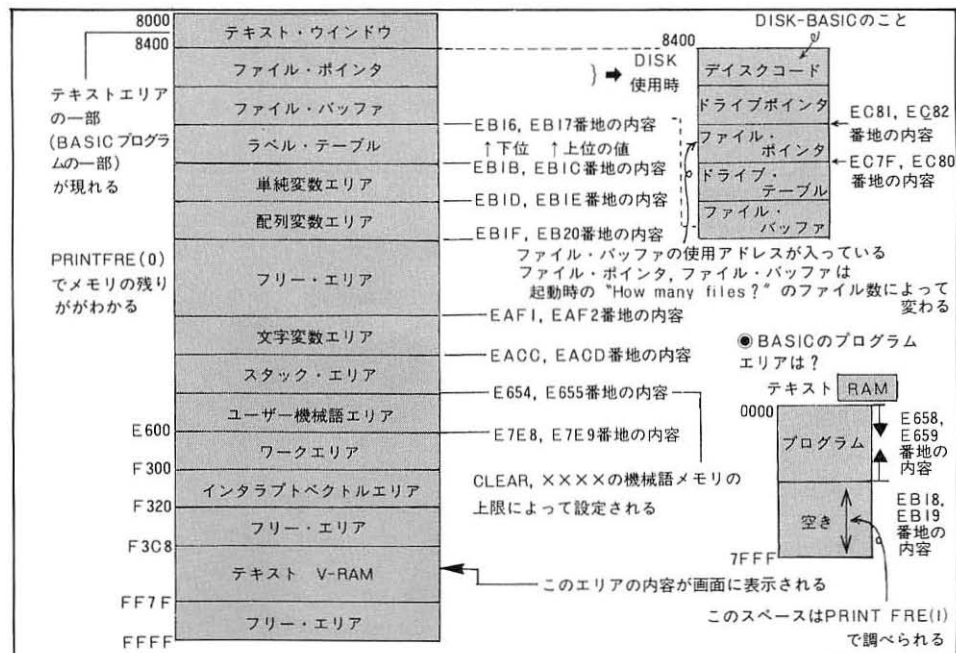 8000
8400
テキスト・ウインドウ
ファイル・ポインタ
ファイル・バッファ
ラベル・テーブル
単純変数エリア
配列変数エリア
フリー・エリア
文字変数エリア
スタック・エリア
ユーザー機械語エリア
E600
ワークエリア
F300
インタラプトベクトルエリア
F320
フリー・エリア
F3C8
テキスト V-RAM
FF7F
フリー・エリア
FFFF
テキストエリア
の一部
(BASICプログ
ラムの一部)
が現れる
PRINTFRE(0)
でメモリの残り
ががわかる
} ➡ DISK
使用時
EB16, EB17番地の内容
↑下位 ↑上位の値
EB1B, EB1C番地の内容
EB1D, EB1E番地の内容
EB1F, EB20番地の内容
EAF1, EAF2番地の内容
EACC, EACD番地の内容
E654, E655番地の内容
E7E8, E7E9番地の内容
CLEAR, ××××の機械語メモリの
上限によって設定される
このエリアの内容が画面に表示される
DISK-BASICのこと
8400
デイスクコード
ドライブポインタ
ファイル・
ポインタ
ドライブ・
テーブル
ファイル・
バッファ
EC81, EC82
番地の内容
EC7F, EC80
番地の内容
ファイル・バッファの使用アドレスが入っている
ファイル・ポインタ, ファイル・バッファは
起動時の"How many files?"のファイル数によって
変わる
◉ BASICのプログラム
エリアは?
テキスト RAM
0000
プログラム
空き
7FFF
E658,
E659
番地の
内容
EB18,
EB19
番地の
内容
このスペースはPRINT FRE(1)
で調べられる